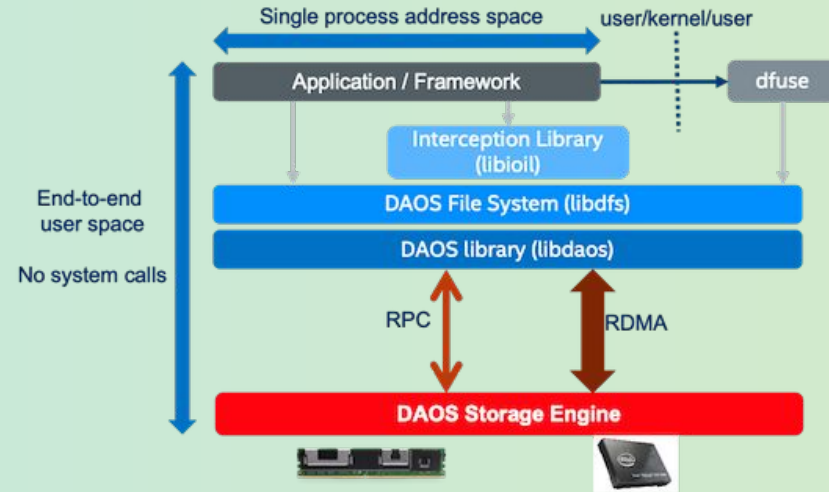 Single process address space
user/kernel/user
Application / Framework
dfuse
Interception Library
(libioil)
End-to-end
user space
No system calls
DAOS File System (libdfs)
DAOS library (libdaos)
RPC
RDMA
DAOS Storage Engine
intel